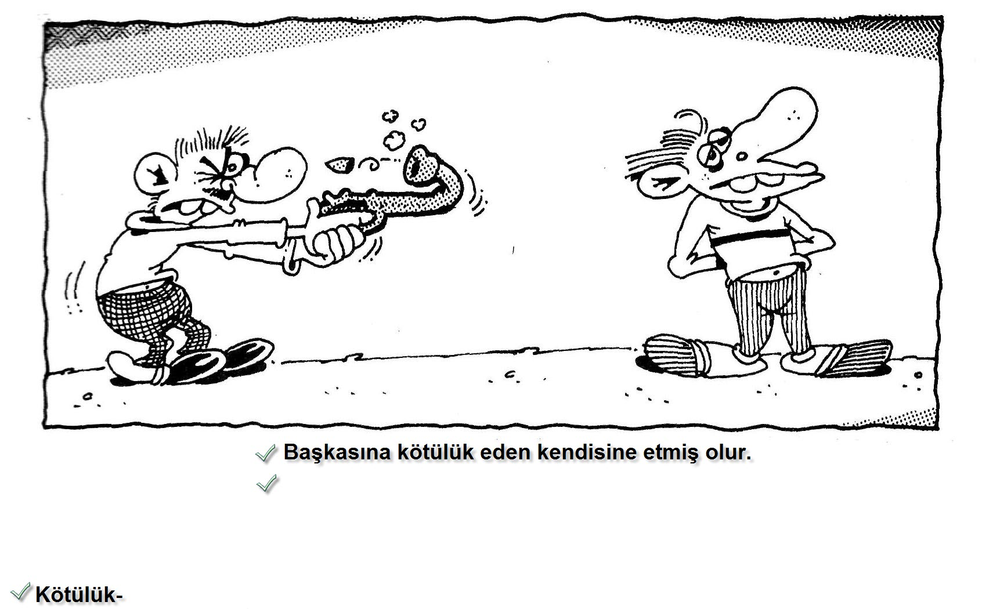 Başkasına kötülük eden kendisine etmiş olur.
Kötülük-